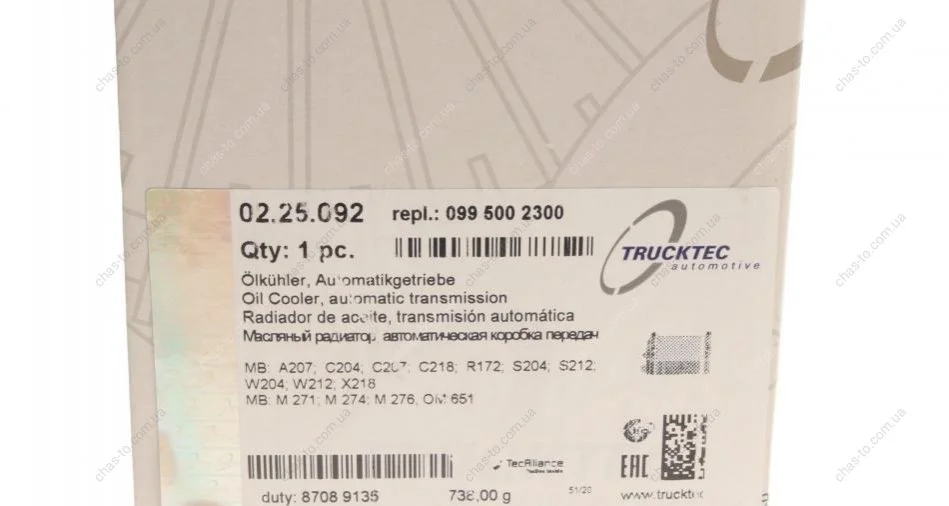 02.25.092 repl.: 099 500 2300
Qty: 1 pc.
TRUCKTEC
automotive
Ölkühler, Automatikgetriebe
Oil Cooler, automatic transmission
Radiador de aceite, transmisión automática
Масляный радиатор, автоматическая коробка передач
MB: A207; C204; C207; C218; R172; S204; S212;
W204; W212; X218
MB: M 271; M 274; M 276, OM 651
TecAlliance
EAC
duty: 8708 9135 738,00 g 51/20 www.trucktec
chas-to.com.ua